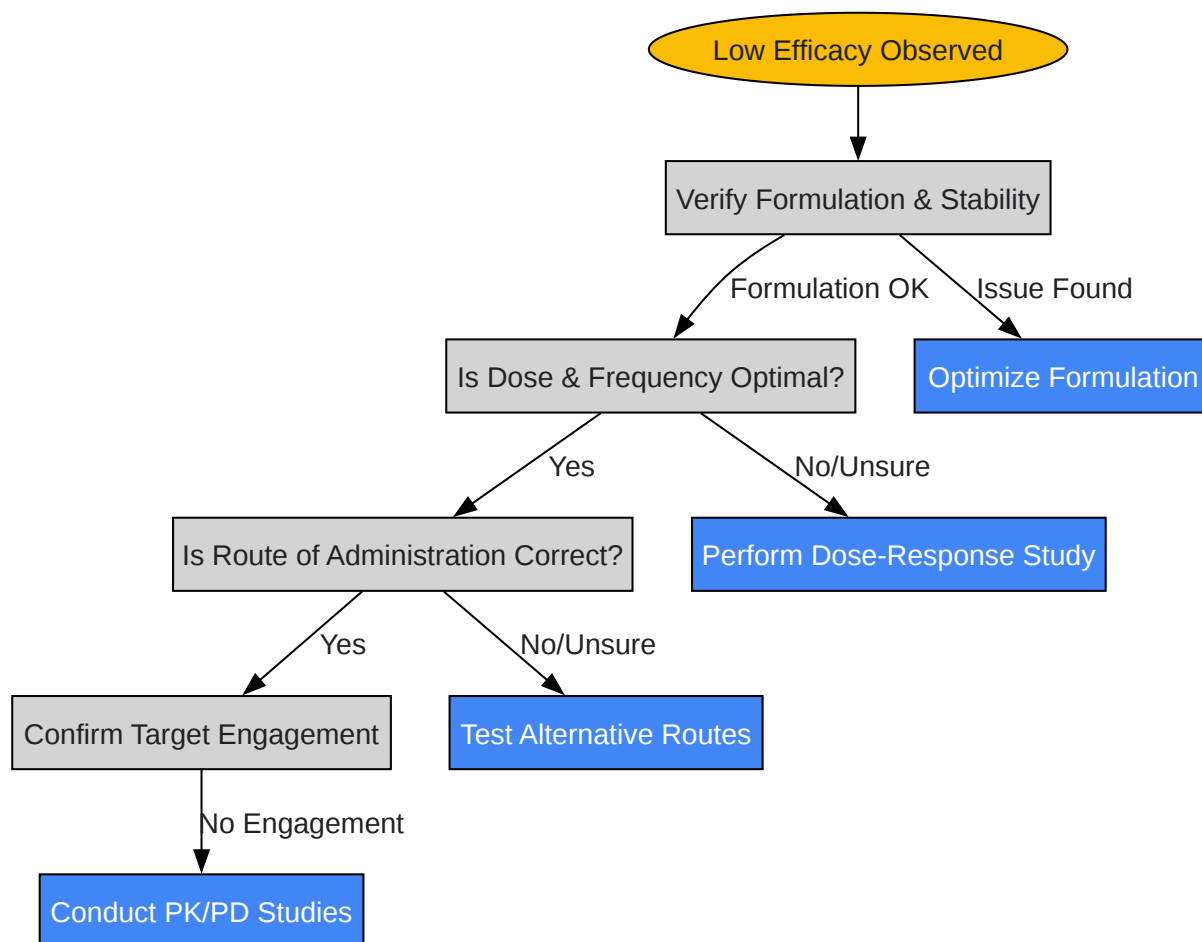 Low Efficacy Observed
Verify Formulation & Stability
Formulation OK
Issue Found
Is Dose & Frequency Optimal?
Optimize Formulation
Yes
No/Unsure
Is Route of Administration Correct?
Perform Dose-Response Study
Yes
No/Unsure
Confirm Target Engagement
Test Alternative Routes
No Engagement
Conduct PK/PD Studies